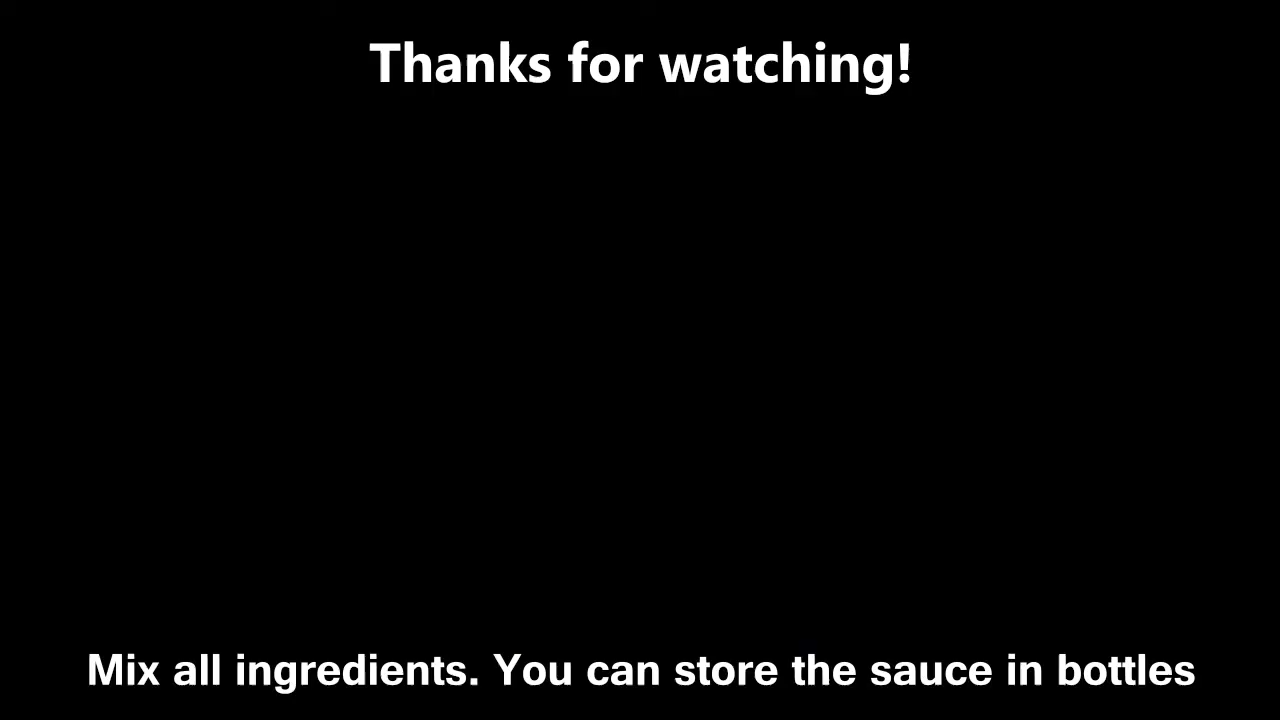 Thanks for watching!
Mix all ingredients. You can store the sauce in bottles